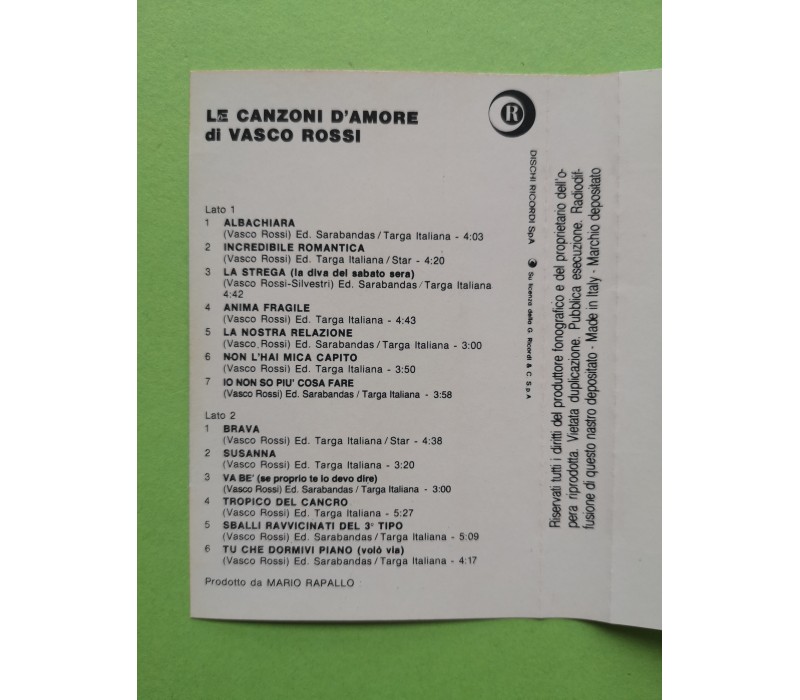 LE CANZONI D'AMORE
di VASCO ROSSI
R
Lato 1
1 ALBACHIARA
(Vasco Rossi) Ed. Sarabandas/Targa Italiana - 4:03
2 INCREDIBILE ROMANTICA
(Vasco Rossi) Ed. Targa Italiana/Star - 4:20
3 LA STREGA (la diva del sabato sera)
(Vasco Rossi-Silvestri) Ed. Sarabandas/Targa Italiana
4:42
4 ANIMA FRAGILE
(Vasco Rossi) Ed. Targa Italiana - 4:43
5 LA NOSTRA RELAZIONE
(Vasco Rossi) Ed. Sarabandas/Targa Italiana - 3:00
6 NON L'HAI MICA CAPITO
(Vasco Rossi) Ed. Targa Italiana - 3:50
7 IO NON SO PIU' COSA FARE
(Vasco Rossi) Ed. Sarabandas/Targa Italiana - 3:58
Lato 2
1 BRAVA
(Vasco Rossi) Ed. Targa Italiana/Star - 4:38
2 SUSANNA
(Vasco Rossi) Ed. Targa Italiana - 3:20
3 VA BE' (se proprio te lo devo dire)
(Vasco Rossi) Ed. Sarabandas/Targa Italiana - 3:00
4 TROPICO DEL CANCRO
(Vasco Rossi) Ed. Targa Italiana - 5:27
5 SBALLI RAVVICINATI DEL 3° TIPO
(Vasco Rossi) Ed. Sarabandas/Targa Italiana - 5:09
6 TU CHE DORMIVI PIANO (volò via)
(Vasco Rossi) Ed. Sarabandas/Targa Italiana - 4:17
Prodotto da MARIO RAPALLO
DISCHI RICORDI SpA Su licenza della G. Ricordi & C. S.p.A
Riservati tutti i diritti del produttore fonografico e del proprietario dell'o-
pera riprodotta. Vietata duplicazione. Pubblica esecuzione. Radiodif-
fusione di questo nastro depositato - Made in Italy - Marchio depositato